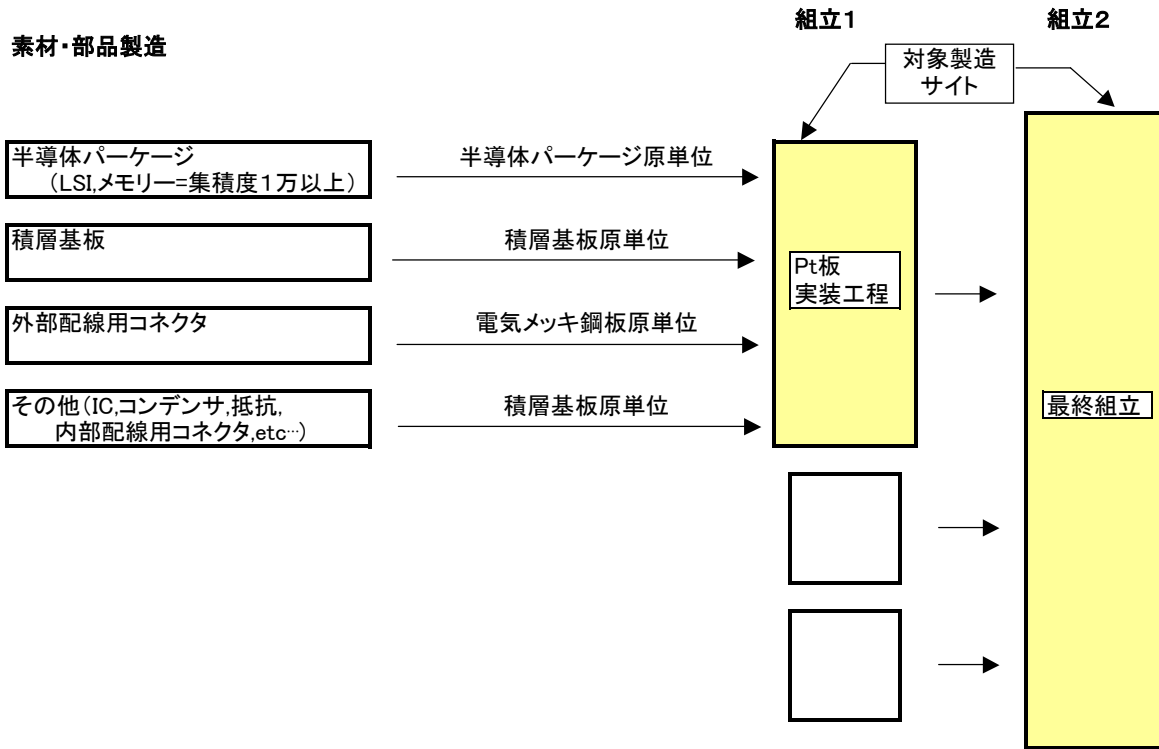 組立1
組立2
素材・部品製造
対象製造
サイト
半導体パーケージ
(LSI,メモリー=集積度1万以上)
半導体パーケージ原単位
積層基板
積層基板原単位
Pt板
実装工程
外部配線用コネクタ
電気メッキ鋼板原単位
その他(IC,コンデンサ,抵抗,
内部配線用コネクタ,etc…)
積層基板原単位
最終組立